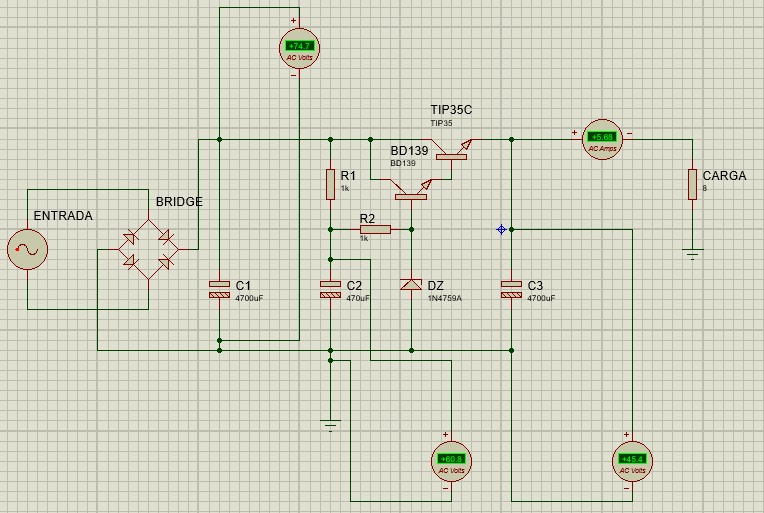 +
+74.7
AC Volts
−
TIP35C
TIP35
+
+5.68
−
AC Amps
BD139
BD139
R1
1k
CARGA
8
BRIDGE
ENTRADA
R2
1k
C1
4700uF
C2
470uF
DZ
1N4759A
C3
4700uF
+
+60.8
AC Volts
−
+
+45.4
AC Volts
−